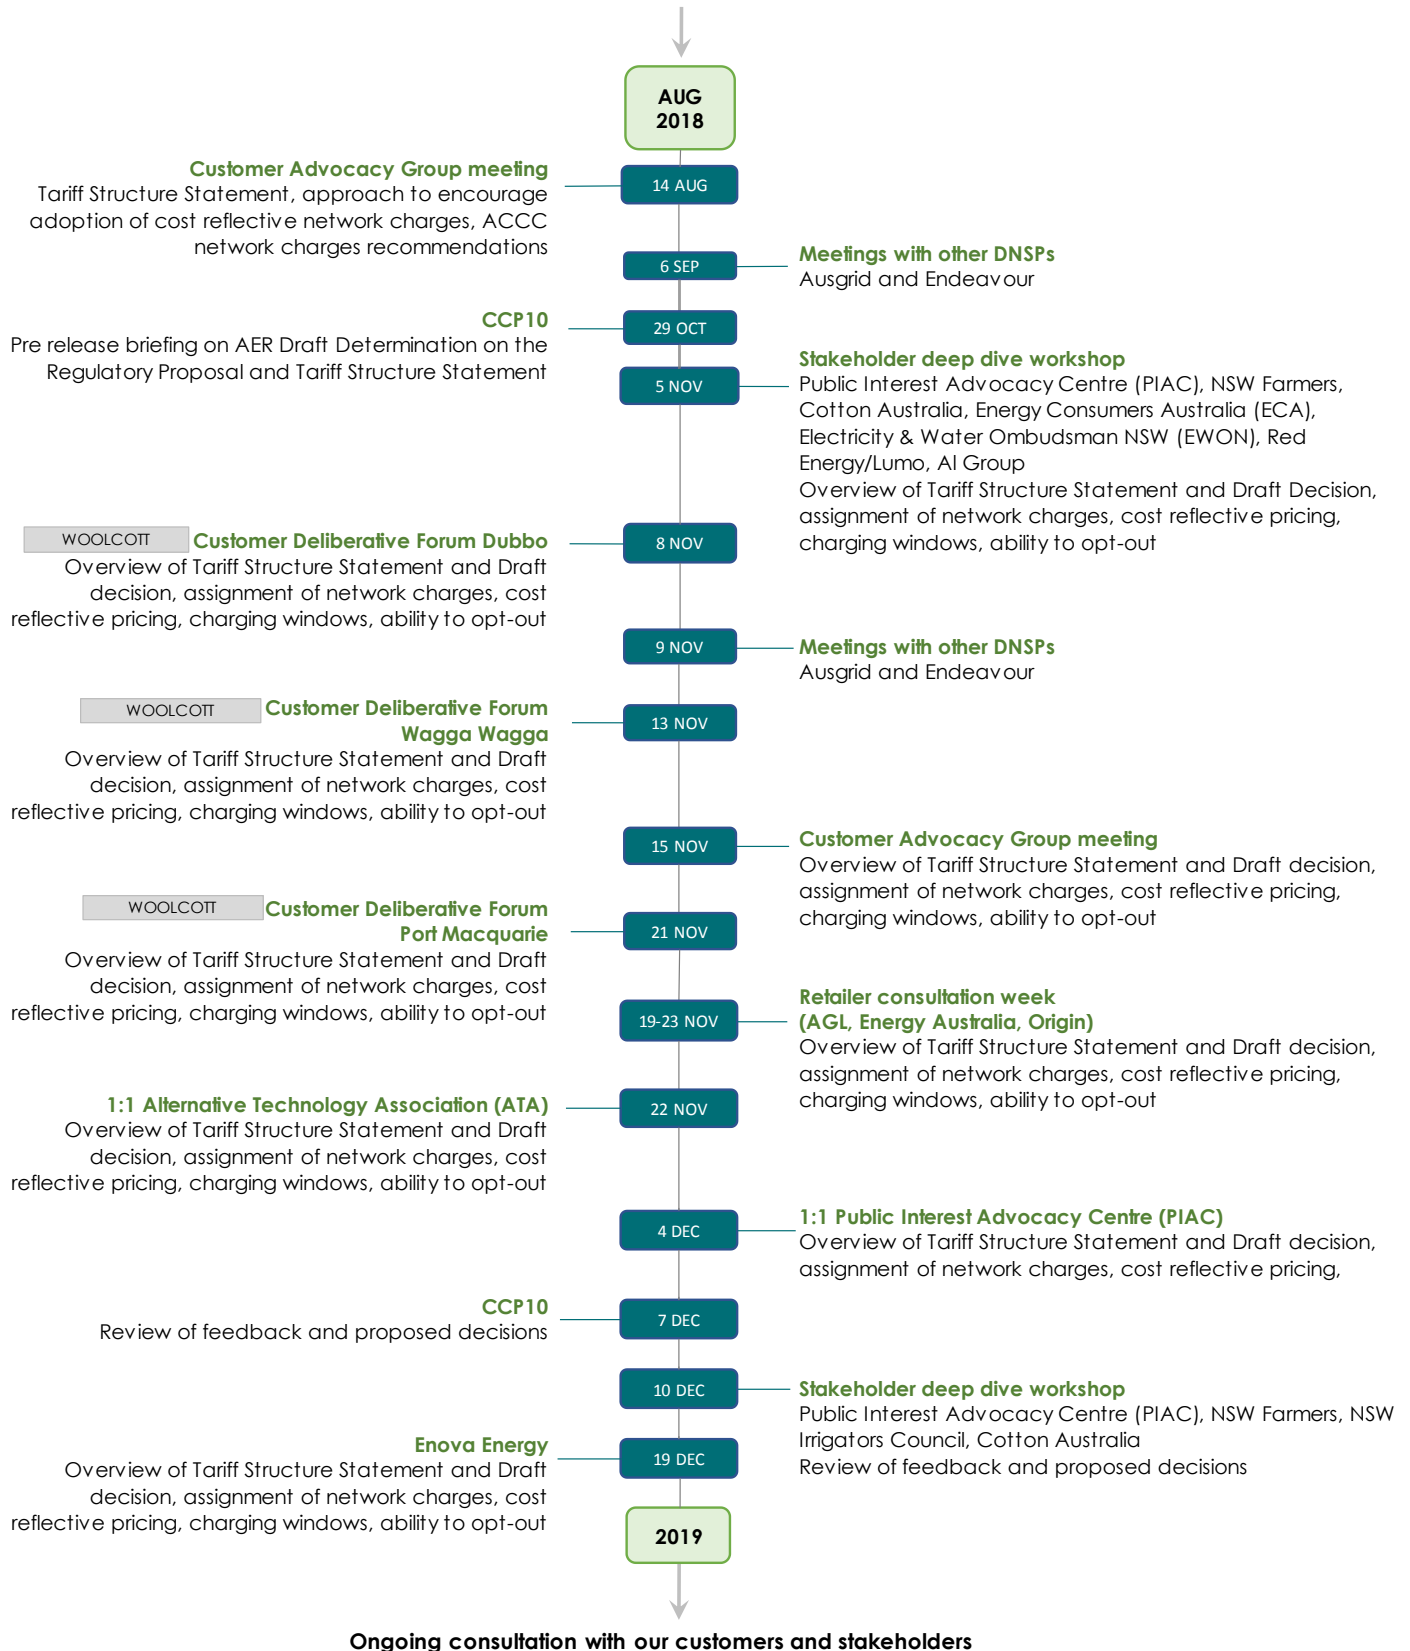 AUG
2018
Customer Advocacy Group meeting
Tariff Structure Statement, approach to encourage
adoption of cost reflective network charges, ACCC
network charges recommendations
14 AUG
6 SEP
Meetings with other DNSPs
Ausgrid and Endeavour
CCP10
Pre release briefing on AER Draft Determination on the
Regulatory Proposal and Tariff Structure Statement
29 OCT
5 NOV
Stakeholder deep dive workshop
Public Interest Advocacy Centre (PIAC), NSW Farmers,
Cotton Australia, Energy Consumers Australia (ECA),
Electricity & Water Ombudsman NSW (EWON), Red
Energy/Lumo, AI Group
Overview of Tariff Structure Statement and Draft Decision,
assignment of network charges, cost reflective pricing,
charging windows, ability to opt-out
WOOLCOTT Customer Deliberative Forum Dubbo
Overview of Tariff Structure Statement and Draft
decision, assignment of network charges, cost
reflective pricing, charging windows, ability to opt-out
8 NOV
9 NOV
Meetings with other DNSPs
Ausgrid and Endeavour
WOOLCOTT Customer Deliberative Forum
Wagga Wagga
Overview of Tariff Structure Statement and Draft
decision, assignment of network charges, cost
reflective pricing, charging windows, ability to opt-out
13 NOV
15 NOV
Customer Advocacy Group meeting
Overview of Tariff Structure Statement and Draft decision,
assignment of network charges, cost reflective pricing,
charging windows, ability to opt-out
WOOLCOTT Customer Deliberative Forum
Port Macquarie
Overview of Tariff Structure Statement and Draft
decision, assignment of network charges, cost
reflective pricing, charging windows, ability to opt-out
21 NOV
19-23 NOV
Retailer consultation week
(AGL, Energy Australia, Origin)
Overview of Tariff Structure Statement and Draft decision,
assignment of network charges, cost reflective pricing,
charging windows, ability to opt-out
1:1 Alternative Technology Association (ATA)
Overview of Tariff Structure Statement and Draft
decision, assignment of network charges, cost
reflective pricing, charging windows, ability to opt-out
22 NOV
4 DEC
1:1 Public Interest Advocacy Centre (PIAC)
Overview of Tariff Structure Statement and Draft decision,
assignment of network charges, cost reflective pricing,
CCP10
Review of feedback and proposed decisions
7 DEC
10 DEC
Stakeholder deep dive workshop
Public Interest Advocacy Centre (PIAC), NSW Farmers, NSW
Irrigators Council, Cotton Australia
Review of feedback and proposed decisions
Enova Energy
Overview of Tariff Structure Statement and Draft
decision, assignment of network charges, cost
reflective pricing, charging windows, ability to opt-out
19 DEC
2019
Ongoing consultation with our customers and stakeholders